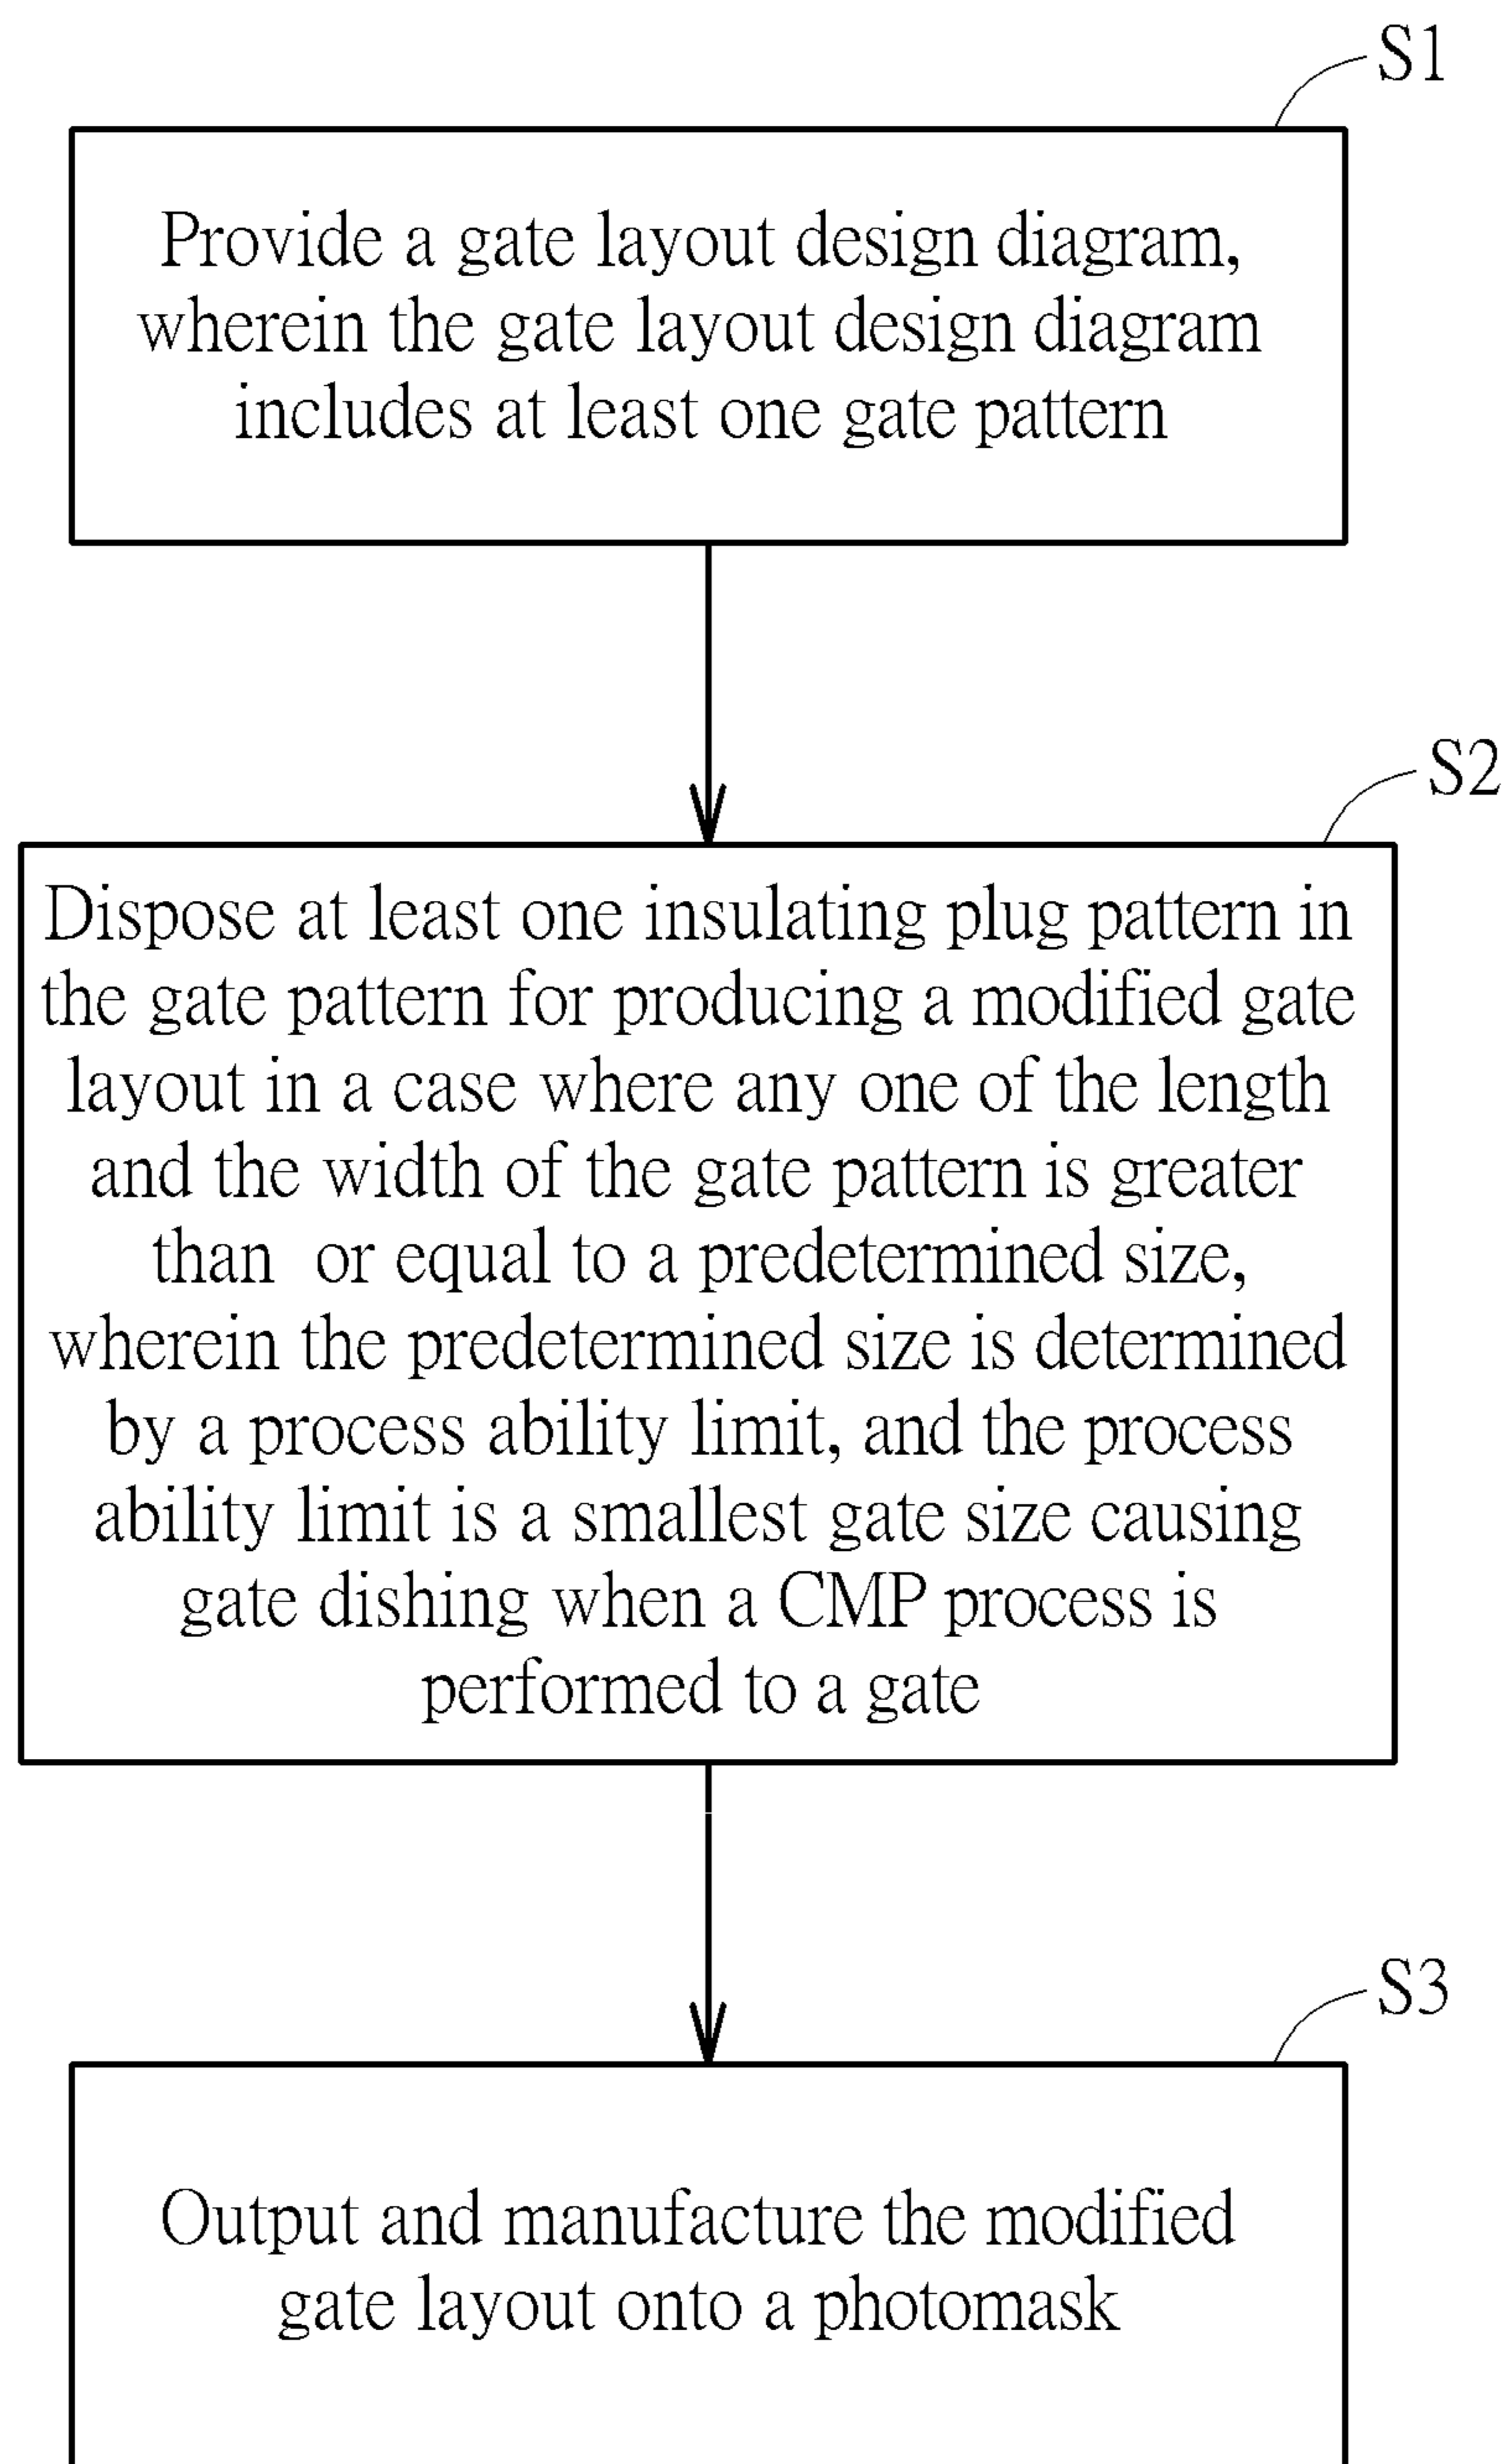 S1
Provide a gate layout design diagram,
wherein the gate layout design diagram
includes at least one gate pattern
S2
Dispose at least one insulating plug pattern in
the gate pattern for producing a modified gate
layout in a case where any one of the length
and the width of the gate pattern is greater
than or equal to a predetermined size,
wherein the predetermined size is determined
by a process ability limit, and the process
ability limit is a smallest gate size causing
gate dishing when a CMP process is
performed to a gate
S3
Output and manufacture the modified
gate layout onto a photomask